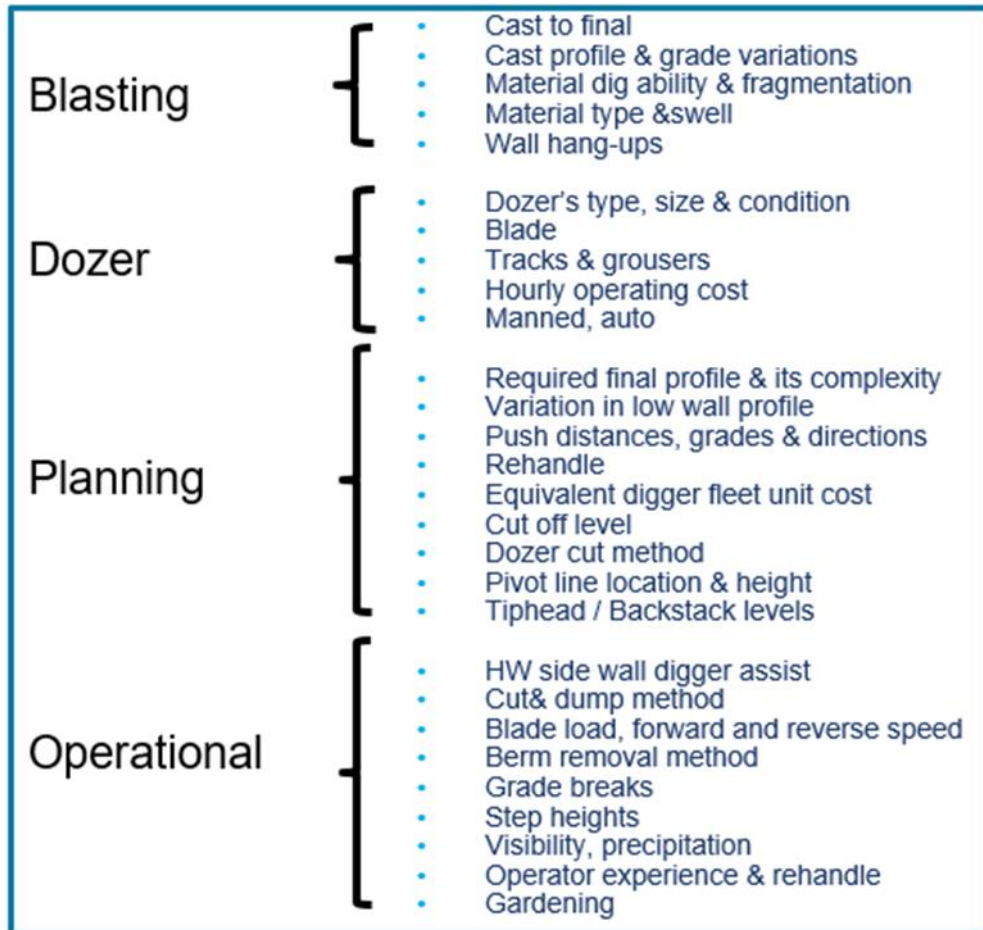 Blasting
• Cast to final
• Cast profile & grade variations
• Material dig ability & fragmentation
• Material type &swell
• Wall hang-ups
Dozer
• Dozer's type, size & condition
• Blade
• Tracks & grousers
• Hourly operating cost
• Manned, auto
Planning
• Required final profile & its complexity
• Variation in low wall profile
• Push distances, grades & directions
• Rehandle
• Equivalent digger fleet unit cost
• Cut off level
• Dozer cut method
• Pivot line location & height
• Tiphead / Backstack levels
Operational
• HW side wall digger assist
• Cut& dump method
• Blade load, forward and reverse speed
• Berm removal method
• Grade breaks
• Step heights
• Visibility, precipitation
• Operator experience & rehandle
• Gardening